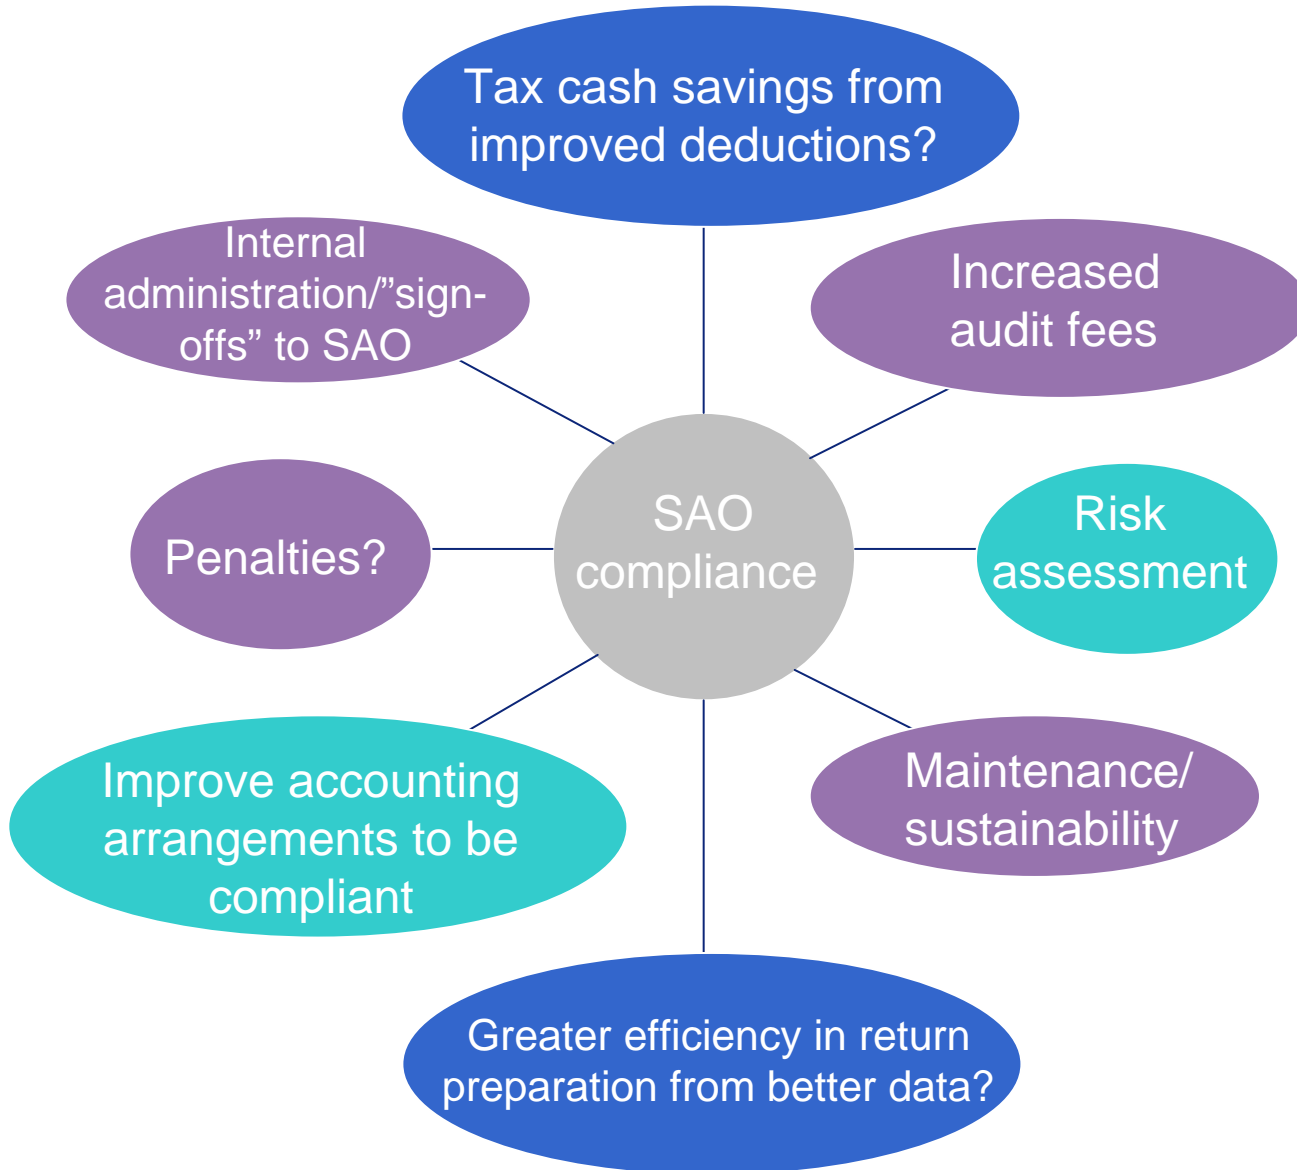 Tax cash savings from
improved deductions?
Internal
administration/”sign-
offs” to SAO
Increased
audit fees
Penalties?
SAO
compliance
Risk
assessment
Improve accounting
arrangements to be
compliant
Maintenance/
sustainability
Greater efficiency in return
preparation from better data?